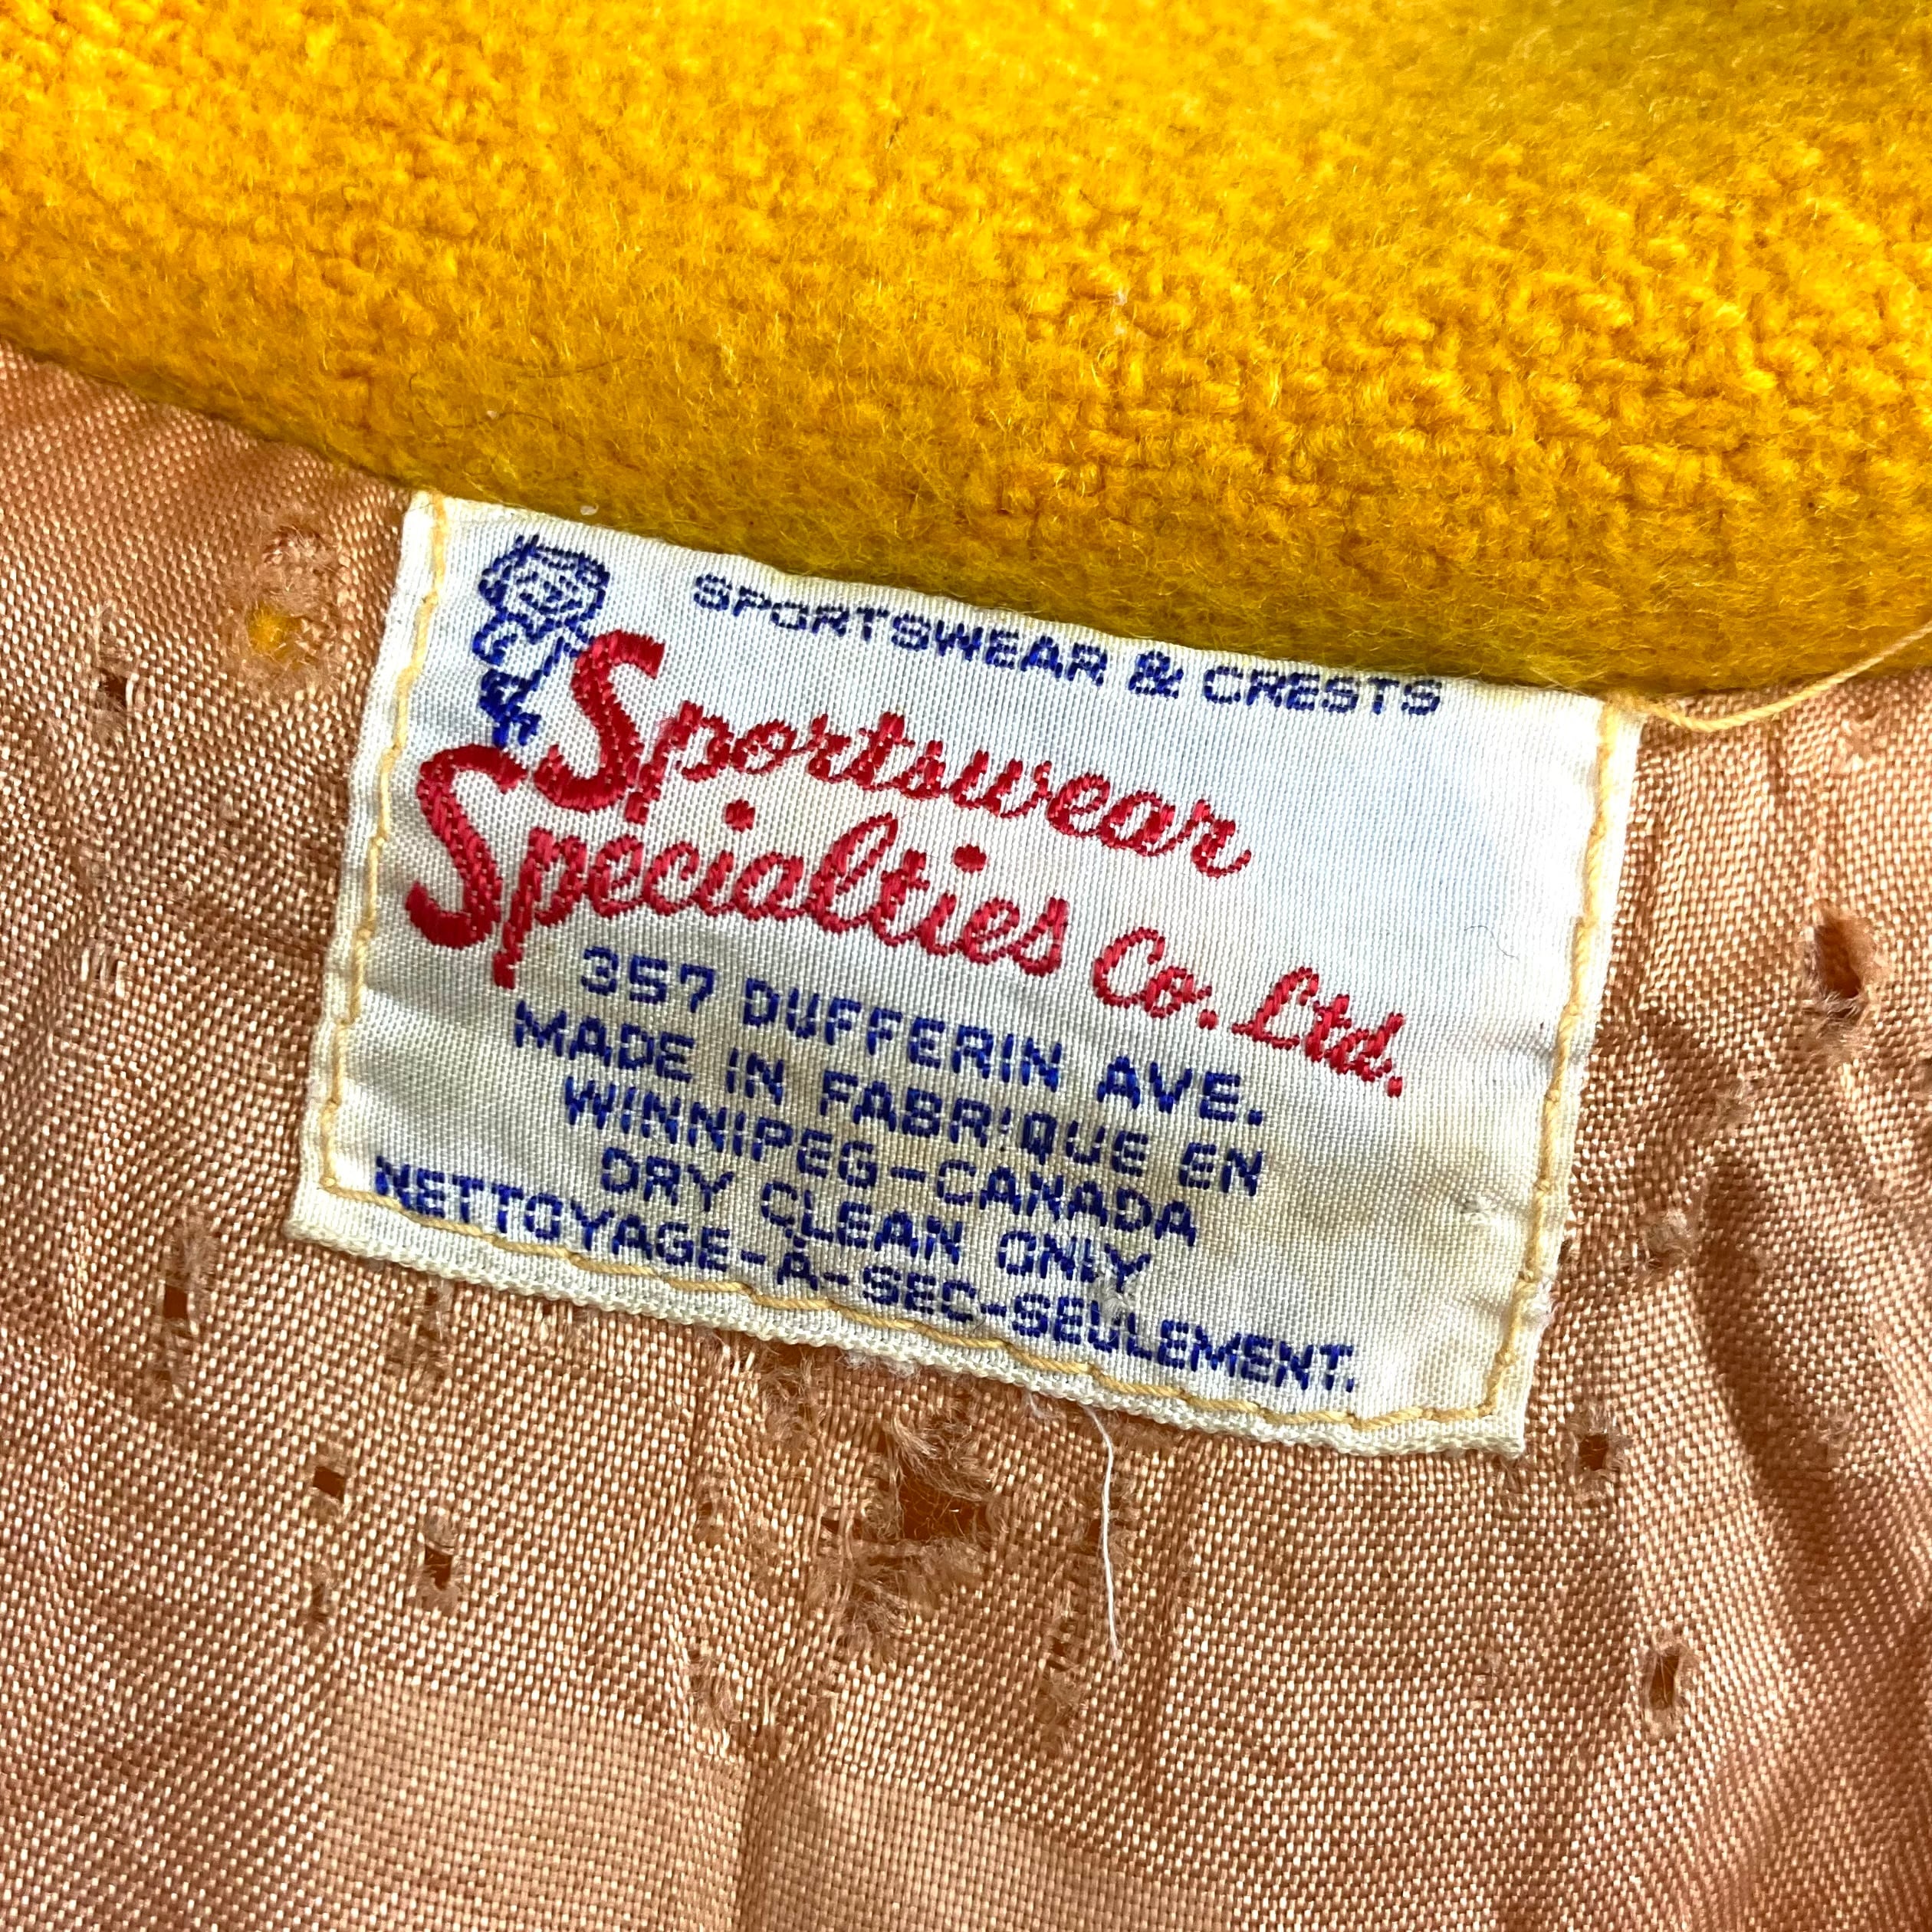 SPORTSWEAR & CRESTS
Sportswear
Specialties Co. Ltd.
357 DUFFERIN AVE.
MADE IN FABRIQUE EN
WINNIPEG-CANADA
DRY CLEAN ONLY
NETTOYAGE-À-SEC-SEULEMENT.